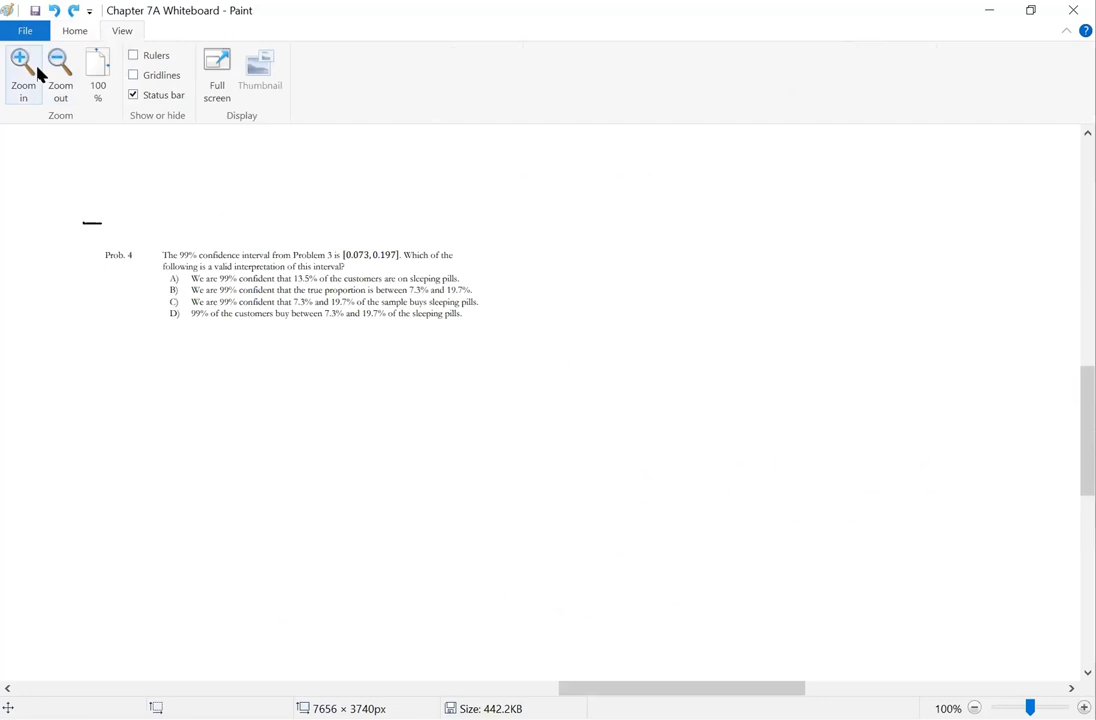 Chapter 7A Whiteboard - Paint
File Home View
Zoom in
Zoom out
100 %
Zoom
Rulers
Gridlines
Status bar
Show or hide
Full screen
Thumbnail
Display
Prob. 4 The 99% confidence interval from Problem 3 is [0.073, 0.197]. Which of the
following is a valid interpretation of this interval?
A) We are 99% confident that 13.5% of the customers are on sleeping pills.
B) We are 99% confident that the true proportion is between 7.3% and 19.7%.
C) We are 99% confident that 7.3% and 19.7% of the sample buys sleeping pills.
D) 99% of the customers buy between 7.3% and 19.7% of the sleeping pills.
7656 × 3740px Size: 442.2KB 100%